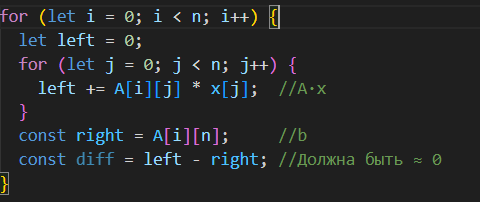 for (let i = 0; i < n; i++) {
  let left = 0;
  for (let j = 0; j < n; j++) {
    left += A[i][j] * x[j];  //A·x
  }
  const right = A[i][n];     //b
  const diff = left - right; //Должна быть ≈ 0
}